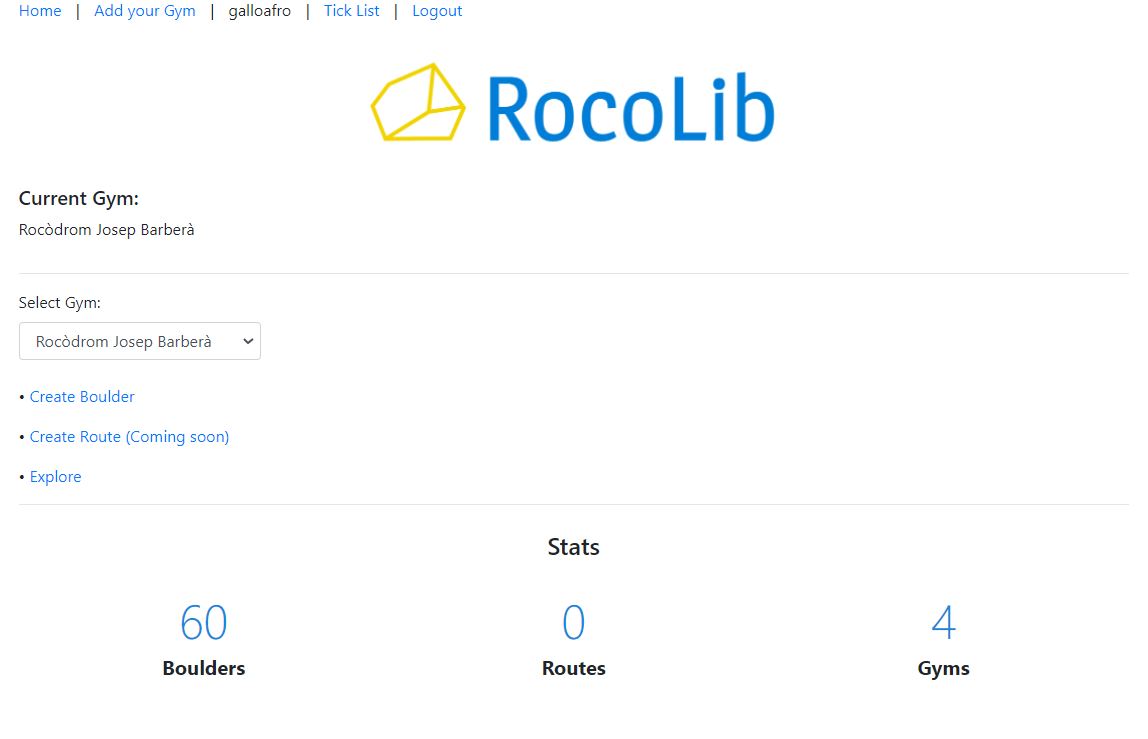 Home | Add your Gym | galloafro | Tick List | Logout
RocoLib
Current Gym:
Rocòdrom Josep Barberà
Select Gym:
Rocòdrom Josep Barberà
• Create Boulder
• Create Route (Coming soon)
• Explore
Stats
60 0 4
Boulders Routes Gyms